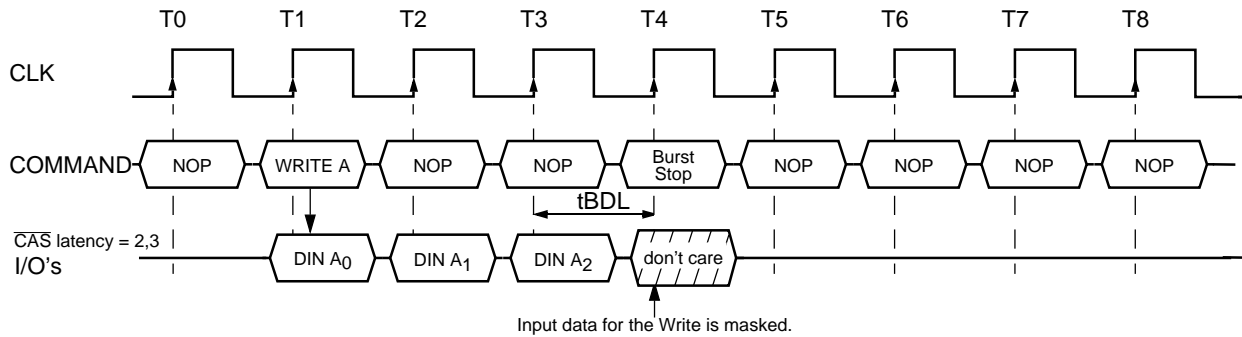 T0 T1 T2 T3 T4 T5 T6 T7 T8
CLK
COMMAND NOP WRITE A NOP NOP Burst Stop NOP NOP NOP NOP
tBDL
CAS latency = 2,3
I/O's DIN A0 DIN A1 DIN A2 don't care
Input data for the Write is masked.